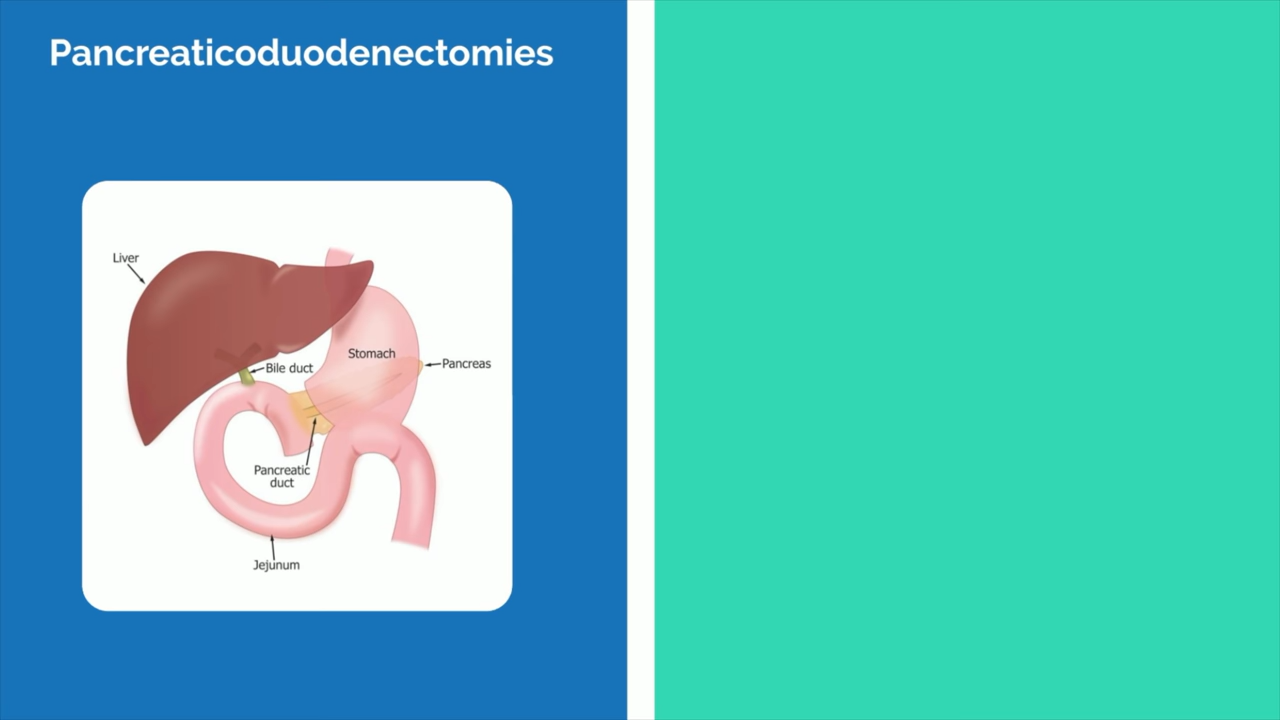 Pancreaticoduodenectomies
Liver
Bile duct
Stomach
Pancreas
Pancreatic
duct
Jejunum